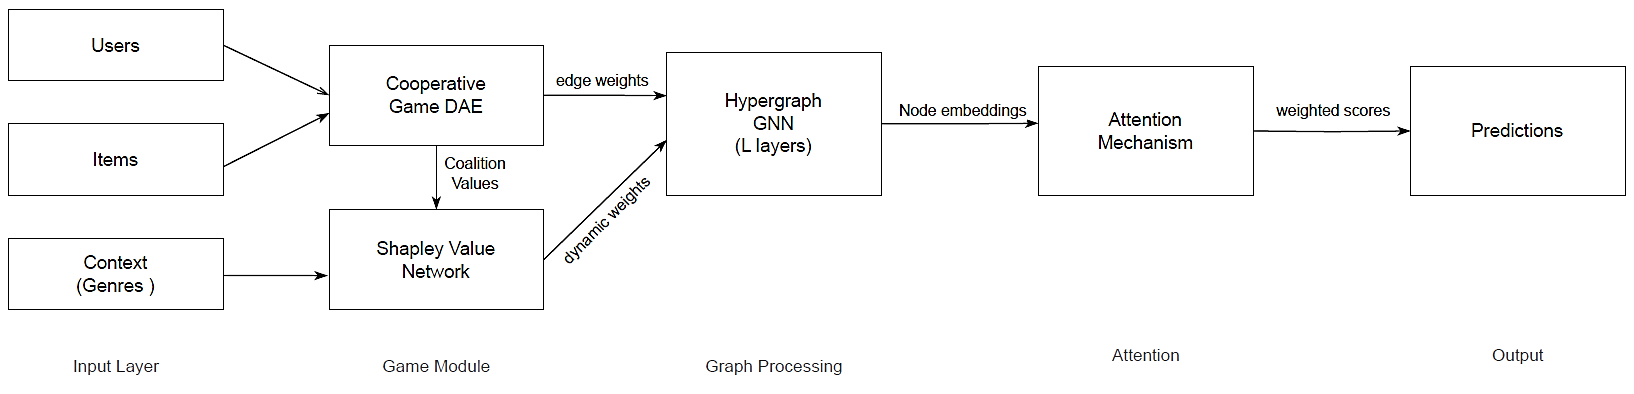 Users
Items
Context
(Genres )
Cooperative
Game DAE
Coalition
Values
Shapley Value
Network
edge weights
dynamic weights
Hypergraph
GNN
(L layers)
Node embeddings
Attention
Mechanism
weighted scores
Predictions
Input Layer
Game Module
Graph Processing
Attention
Output